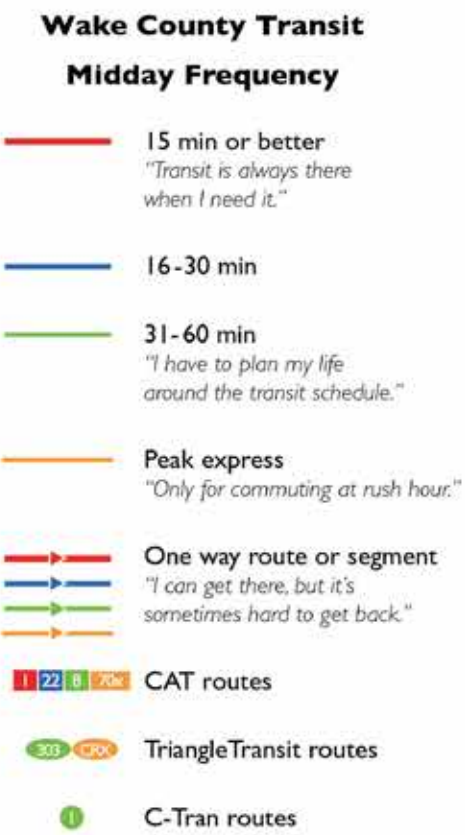 Wake County Transit
Midday Frequency
15 min or better
"Transit is always there
when I need it."
16-30 min
31-60 min
"I have to plan my life
around the transit schedule."
Peak express
"Only for commuting at rush hour."
One way route or segment
"I can get there, but it's
sometimes hard to get back."
1 22 8 70x CAT routes
303 CRX TriangleTransit routes
1 C-Tran routes